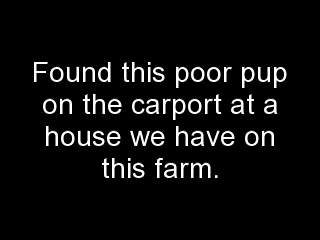 Found this poor pup
on the carport at a
house we have on
this farm.